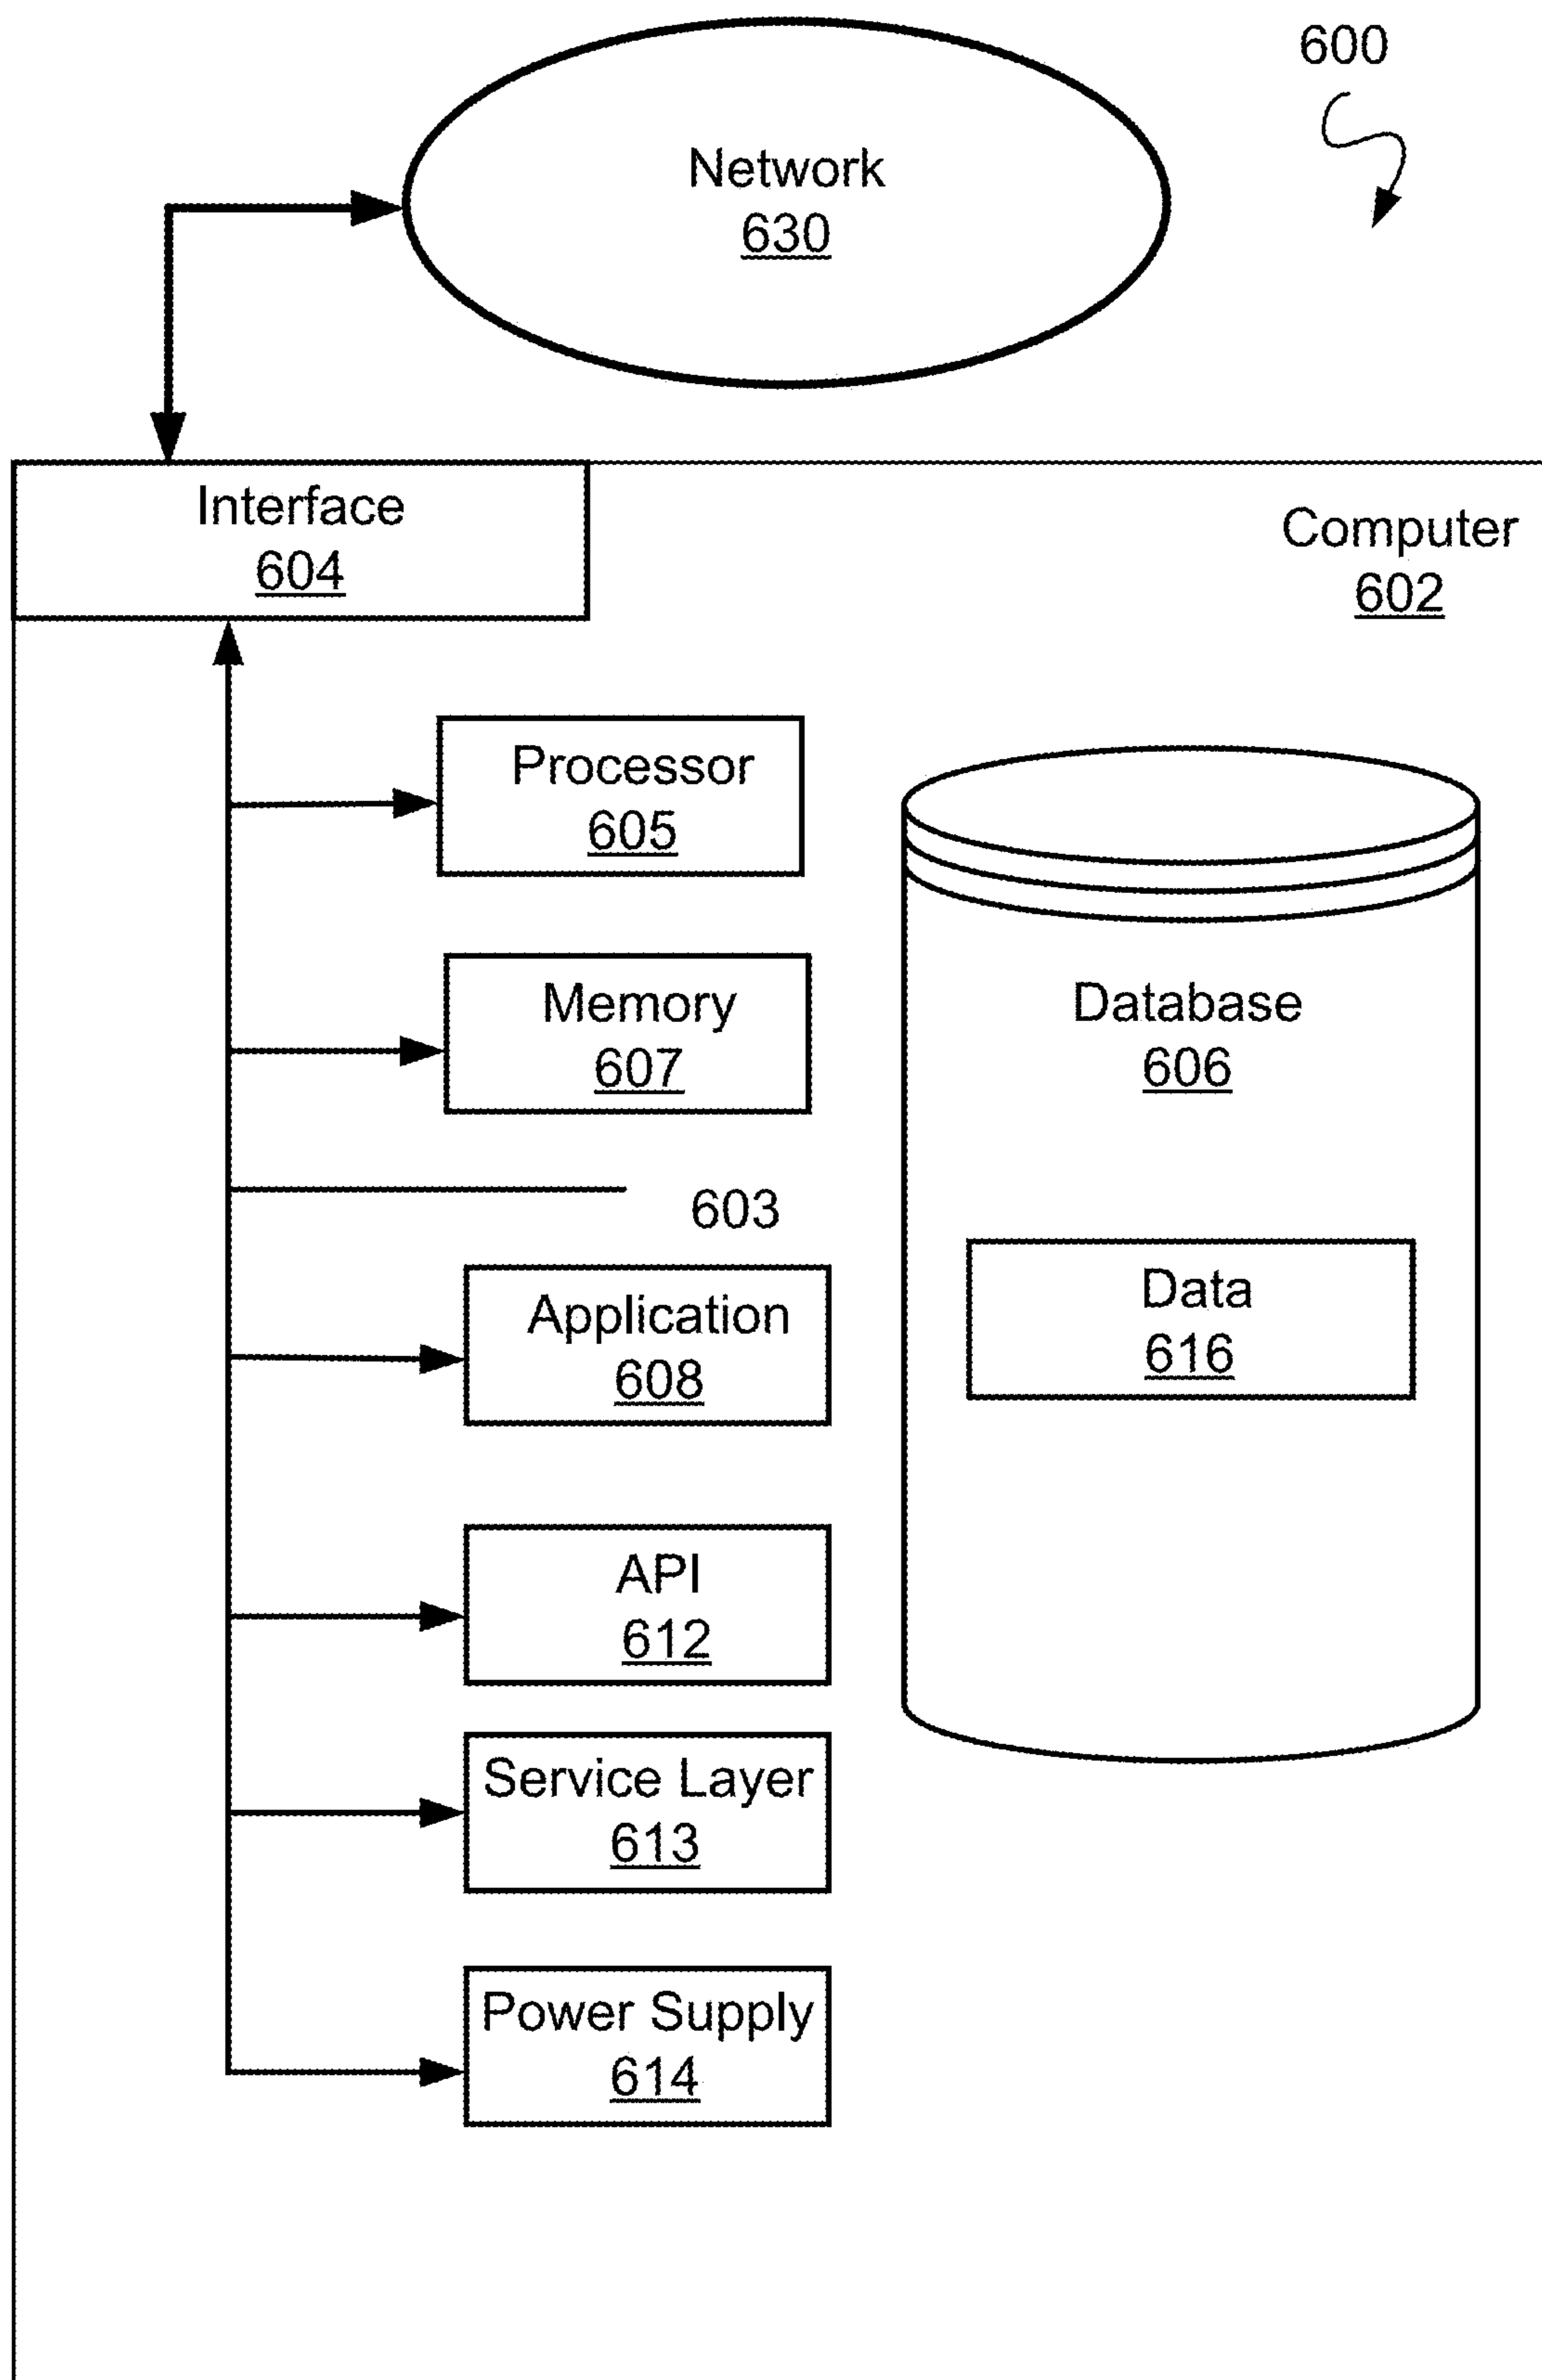 600
Network
630
Interface
604
Computer
602
Processor
605
Memory
607
Database
606
603
Data
616
Application
608
API
612
Service Layer
613
Power Supply
614